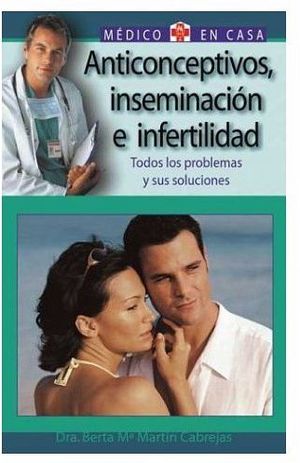 MÉDICO EN CASA
Anticonceptivos,
inseminación
e infertilidad
Todos los problemas
y sus soluciones
Dra. Berta Mª Martín Cabrejas